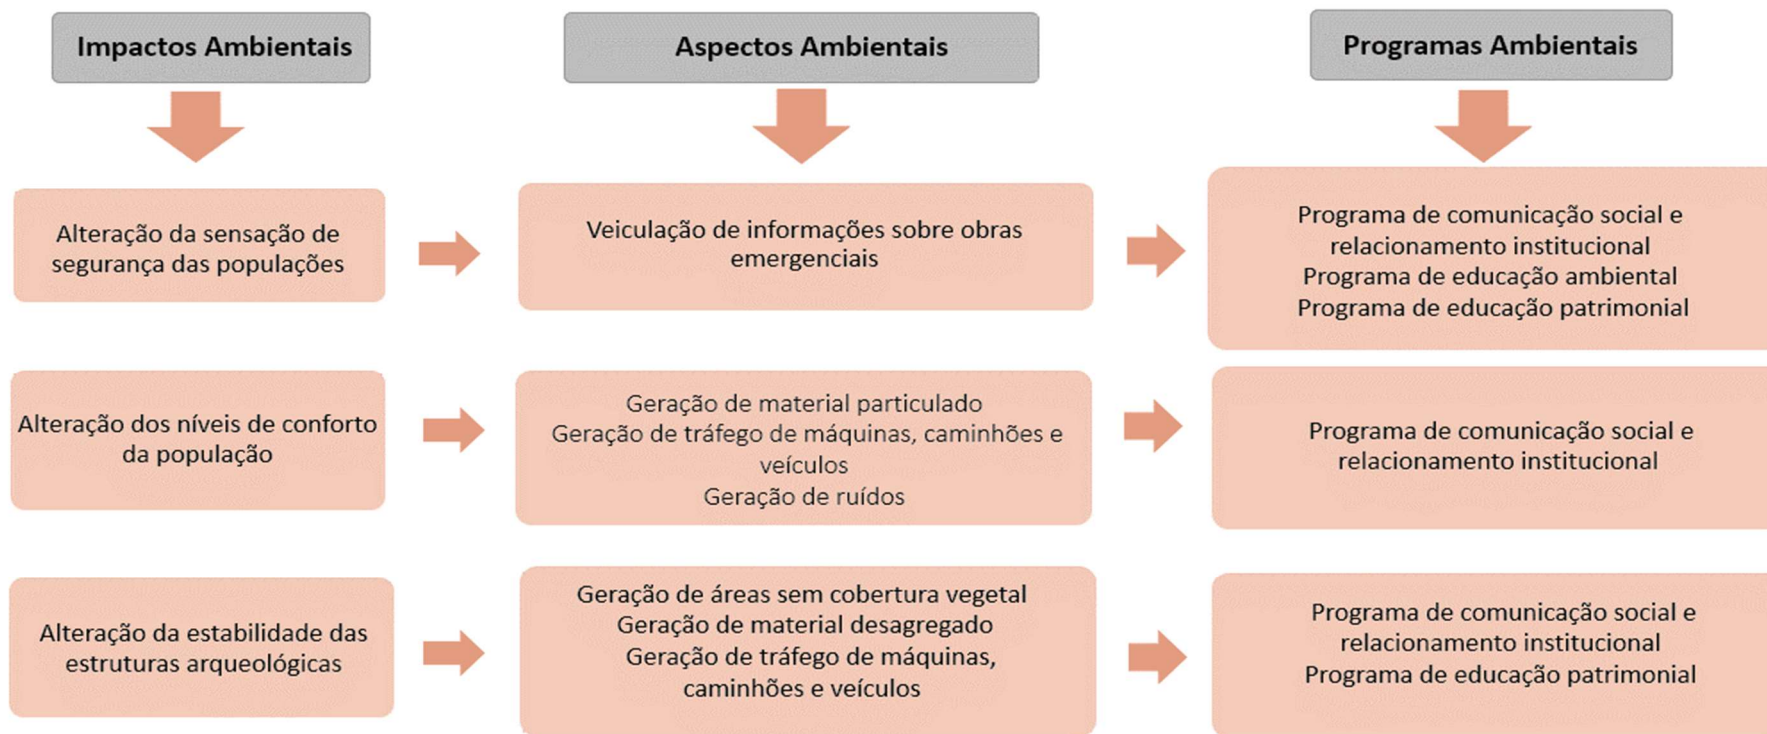 Impactos Ambientais
Aspectos Ambientais
Programas Ambientais
Alteração da sensação de
segurança das populações
Veiculação de informações sobre obras
emergenciais
Programa de comunicação social e
relacionamento institucional
Programa de educação ambiental
Programa de educação patrimonial
Alteração dos níveis de conforto
da população
Geração de material particulado
Geração de tráfego de máquinas, caminhões e
veículos
Geração de ruídos
Programa de comunicação social e
relacionamento institucional
Alteração da estabilidade das
estruturas arqueológicas
Geração de áreas sem cobertura vegetal
Geração de material desagregado
Geração de tráfego de máquinas,
caminhões e veículos
Programa de comunicação social e
relacionamento institucional
Programa de educação patrimonial